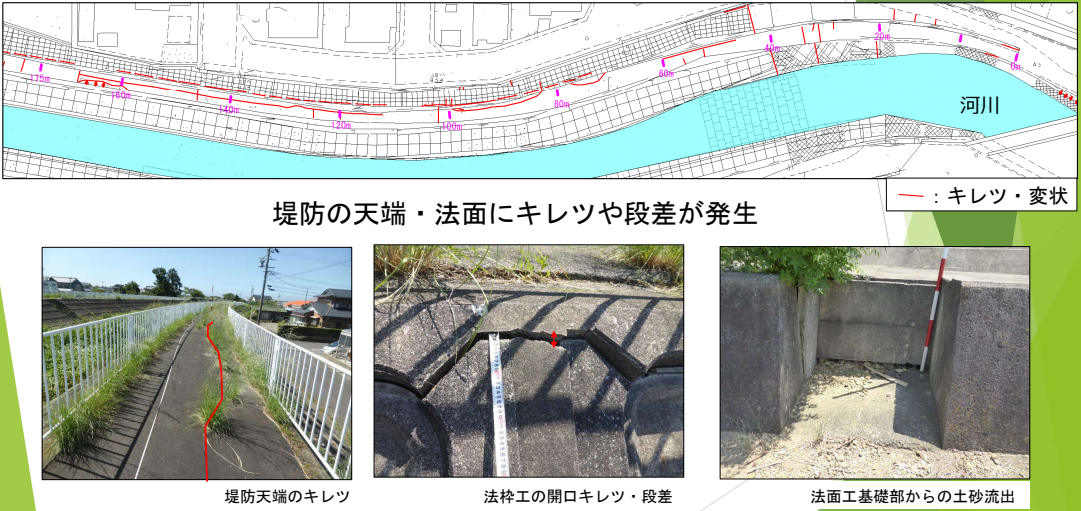 175m
160m
140m
120m
100m
80m
60m
40m
20m
0m
河川
：キレツ・変状
堤防の天端・法面にキレツや段差が発生
堤防天端のキレツ
法枠工の開口キレツ・段差
法面工基礎部からの土砂流出